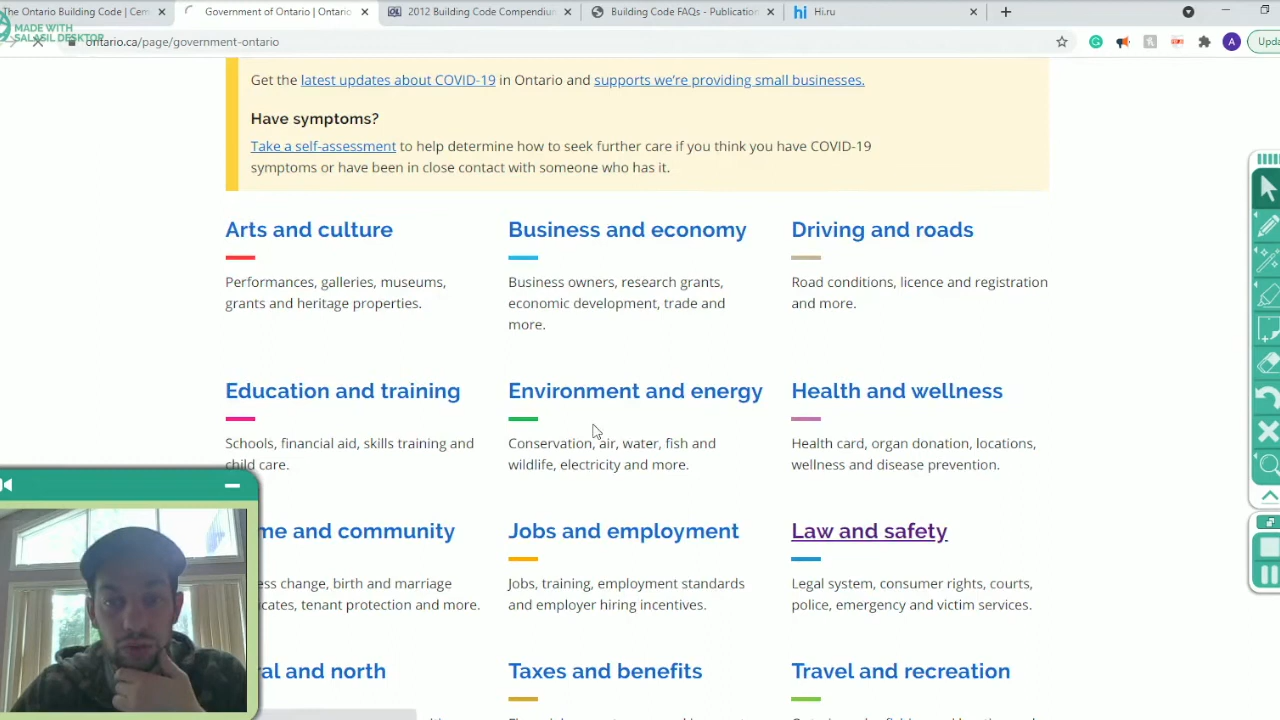 The Ontario Building Code | Cem
Government of Ontario | Ontario
2012 Building Code Compendium
Building Code FAQs - Publication
hi Hi.ru
MADE WITH
SALASIL DESKTOP
ontario.ca/page/government-ontario
A
Upda
Get the latest updates about COVID-19 in Ontario and supports we're providing small businesses.
Have symptoms?
Take a self-assessment to help determine how to seek further care if you think you have COVID-19
symptoms or have been in close contact with someone who has it.
Arts and culture
Performances, galleries, museums,
grants and heritage properties.
Business and economy
Business owners, research grants,
economic development, trade and
more.
Driving and roads
Road conditions, licence and registration
and more.
Education and training
Schools, financial aid, skills training and
child care.
Environment and energy
Conservation, air, water, fish and
wildlife, electricity and more.
Health and wellness
Health card, organ donation, locations,
wellness and disease prevention.
me and community
ess change, birth and marriage
icates, tenant protection and more.
Jobs and employment
Jobs, training, employment standards
and employer hiring incentives.
Law and safety
Legal system, consumer rights, courts,
police, emergency and victim services.
ral and north
Taxes and benefits
Travel and recreation